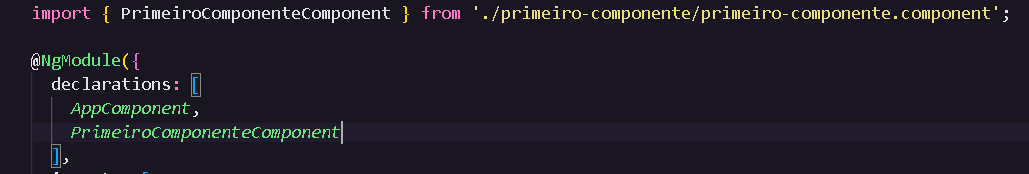 import { PrimeiroComponenteComponent } from './primeiro-componente/primeiro-componente.component';
@NgModule({
declarations: [
AppComponent,
PrimeiroComponenteComponent
],